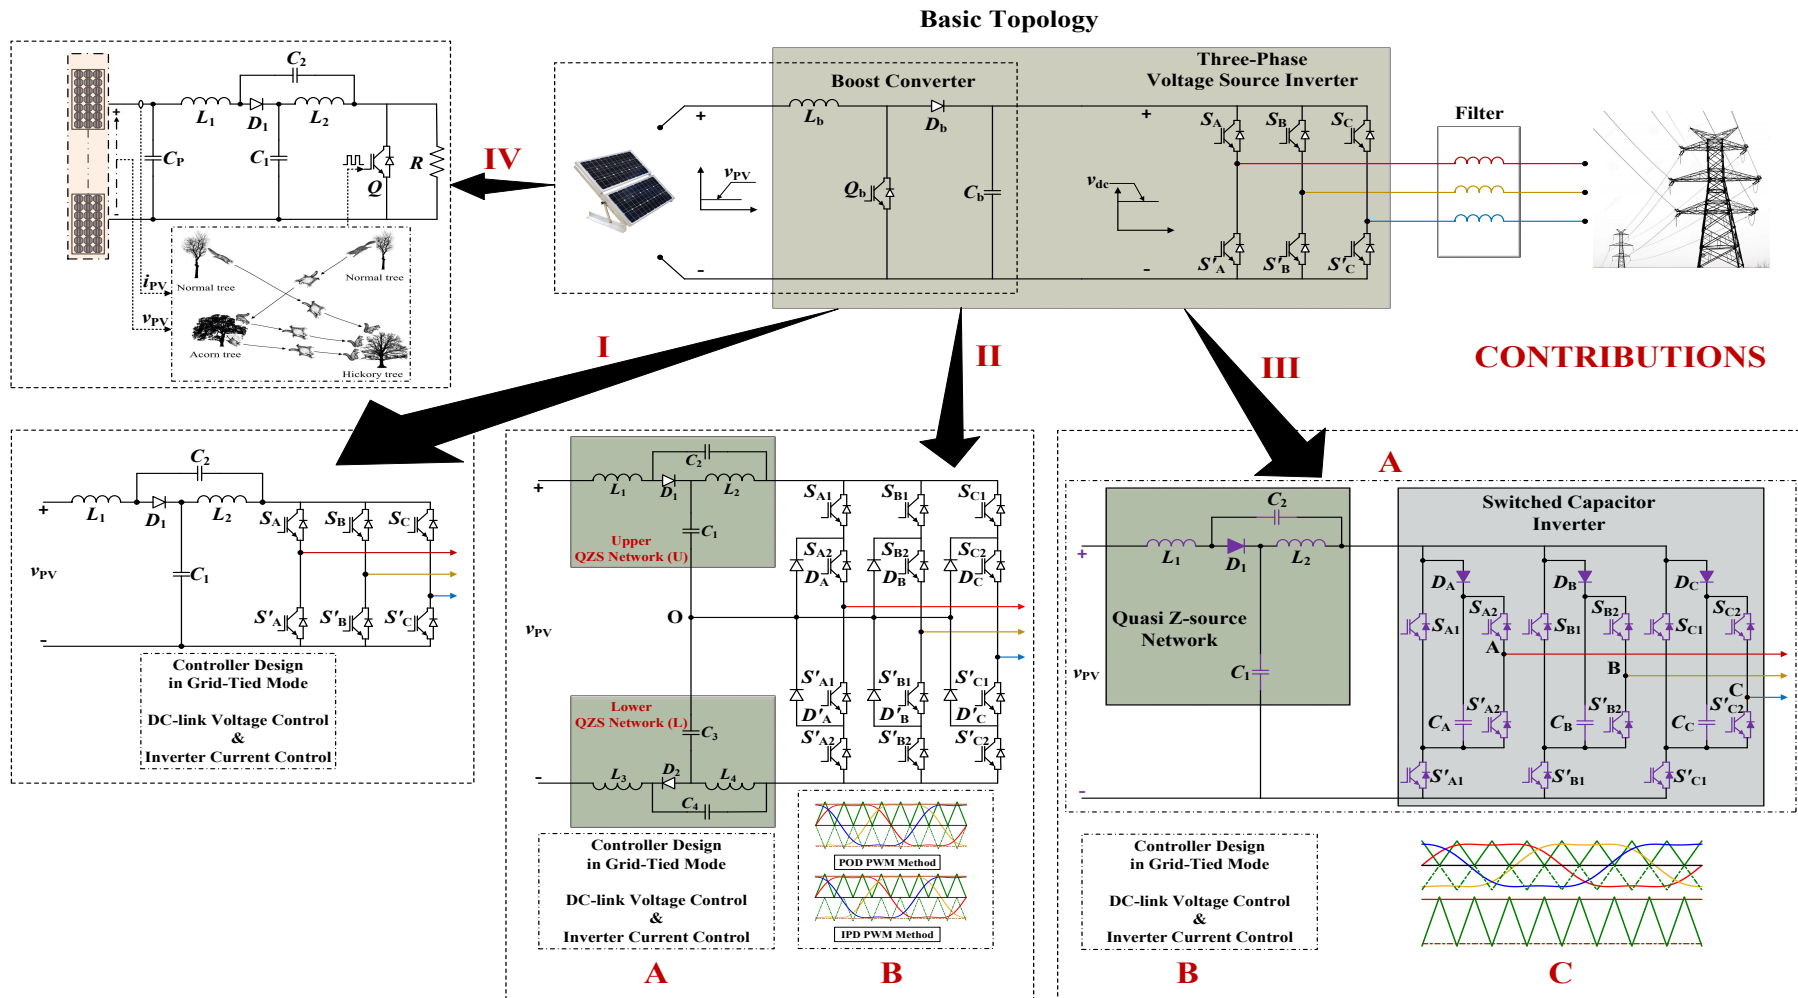 Basic Topology
C2
L1
D1
L2
CP
C1
Q
R
+
-
iPV
vPV
Normal tree
Normal tree
Acorn tree
Hickory tree
IV
Boost Converter
Three-Phase
Voltage Source Inverter
+
-
vPV
Lb
Db
Qb
Cb
+
-
vdc
SA
SB
SC
S'A
S'B
S'C
Filter
I
II
III
CONTRIBUTIONS
C2
L1
D1
L2
C1
+
-
vPV
SA
SB
SC
S'A
S'B
S'C
Controller Design
in Grid-Tied Mode
DC-link Voltage Control
&
Inverter Current Control
C2
L1
D1
L2
C1
+
-
Upper
QZS Network (U)
O
vPV
Lower
QZS Network (L)
C3
L3
D2
L4
C4
SA1
SB1
SC1
SA2
SB2
SC2
DA
DB
DC
S'A1
S'B1
S'C1
D'A
D'B
D'C
S'A2
S'B2
S'C2
Controller Design
in Grid-Tied Mode
DC-link Voltage Control
&
Inverter Current Control
POD PWM Method
IPD PWM Method
A
B
A
C2
L1
D1
L2
Quasi Z-source
Network
C1
+
-
vPV
Switched Capacitor
Inverter
DA
DB
DC
SA2
SB2
SC2
SA1
SB1
SC1
A
B
C
S'A2
S'B2
S'C2
CA
CB
CC
S'A1
S'B1
S'C1
Controller Design
in Grid-Tied Mode
DC-link Voltage Control
&
Inverter Current Control
B
C